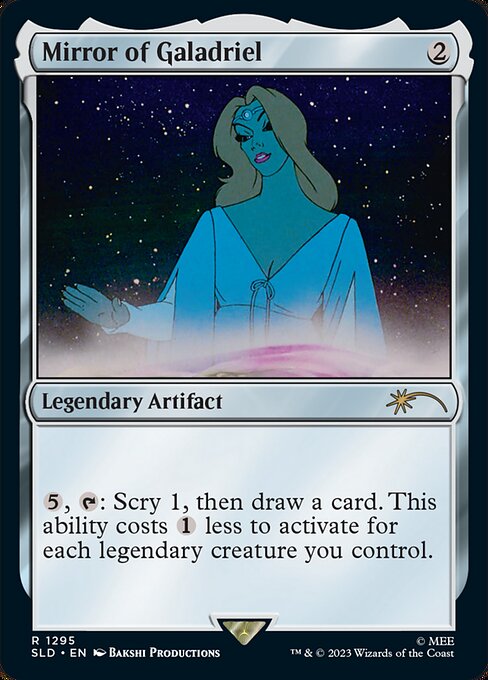 Mirror of Galadriel 2
Legendary Artifact
5, : Scry 1, then draw a card. This
ability costs 1 less to activate for
each legendary creature you control.
R 1295
SLD • EN Bakshi Productions
© MEE
™ & © 2023 Wizards of the Coast